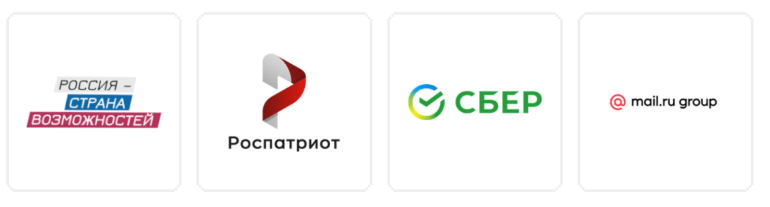 РОССИЯ –
СТРАНА
ВОЗМОЖНОСТЕЙ
Роспатриот
СБЕР
@ mail.ru group